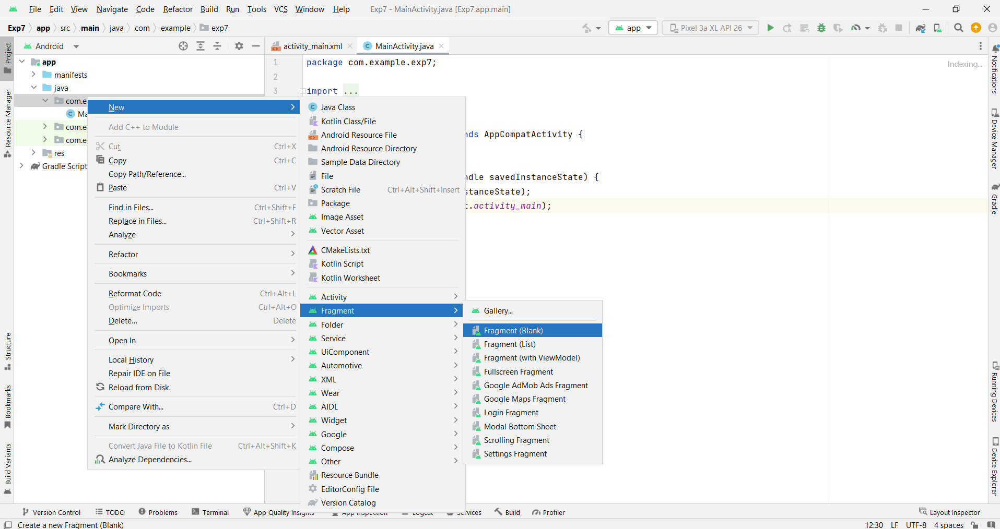 File Edit View Navigate Code Refactor Build Run Tools VCS Window Help Exp7 - MainActivity.java [Exp7.app.main]
Exp7 app src main java com example exp7 app Pixel 3a XL API 26
Android activity_main.xml MainActivity.java
Project
Resource Manager
Structure
Bookmarks
Build Variants
app
manifests
java
com.e
Ma
com.e
com.e
res
Gradle Script
1 package com.example.exp7;
2
3 import ...
nds AppCompatActivity {
ndle savedInstanceState) {
stanceState);
t.activity_main);
Indexing...
New
Add C++ to Module
Cut Ctrl+X
Copy Ctrl+C
Copy Path/Reference...
Paste Ctrl+V
Find in Files... Ctrl+Shift+F
Replace in Files... Ctrl+Shift+R
Analyze
Refactor
Bookmarks
Reformat Code Ctrl+Alt+L
Optimize Imports Ctrl+Alt+O
Delete... Delete
Open In
Local History
Repair IDE on File
Reload from Disk
Compare With... Ctrl+D
Mark Directory as
Convert Java File to Kotlin File Ctrl+Alt+Shift+K
Analyze Dependencies...
Java Class
Kotlin Class/File
Android Resource File
Android Resource Directory
Sample Data Directory
File
Scratch File Ctrl+Alt+Shift+Insert
Package
Image Asset
Vector Asset
CMakeLists.txt
Kotlin Script
Kotlin Worksheet
Activity
Fragment
Folder
Service
UiComponent
Automotive
XML
Wear
AIDL
Widget
Google
Compose
Other
Resource Bundle
EditorConfig File
Version Catalog
Gallery...
Fragment (Blank)
Fragment (List)
Fragment (with ViewModel)
Fullscreen Fragment
Google AdMob Ads Fragment
Google Maps Fragment
Login Fragment
Modal Bottom Sheet
Scrolling Fragment
Settings Fragment
Notifications
Device Manager
Gradle
Running Devices
Device Explorer
Version Control TODO Problems Terminal App Quality Insights App Inspection Logcat Services Build Profiler Layout Inspector
Create a new Fragment (Blank) 12:30 LF UTF-8 4 spaces